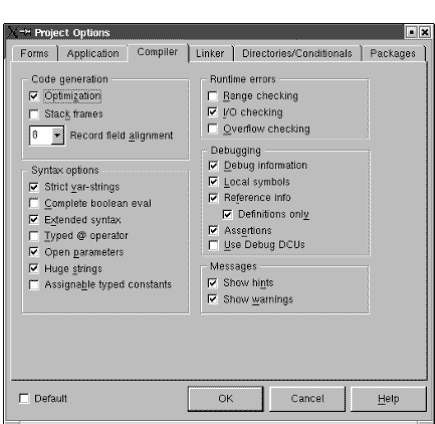 Project Options
Forms Application Compiler Linker Directories/Conditionals Packages
Code generation
Optimization
Stack frames
8 Record field alignment
Syntax options
Strict var-strings
Complete boolean eval
Extended syntax
Typed @ operator
Open parameters
Huge strings
Assignable typed constants
Runtime errors
Range checking
I/O checking
Overflow checking
Debugging
Debug information
Local symbols
Reference info
Definitions only
Assertions
Use Debug DCUs
Messages
Show hints
Show warnings
Default OK Cancel Help